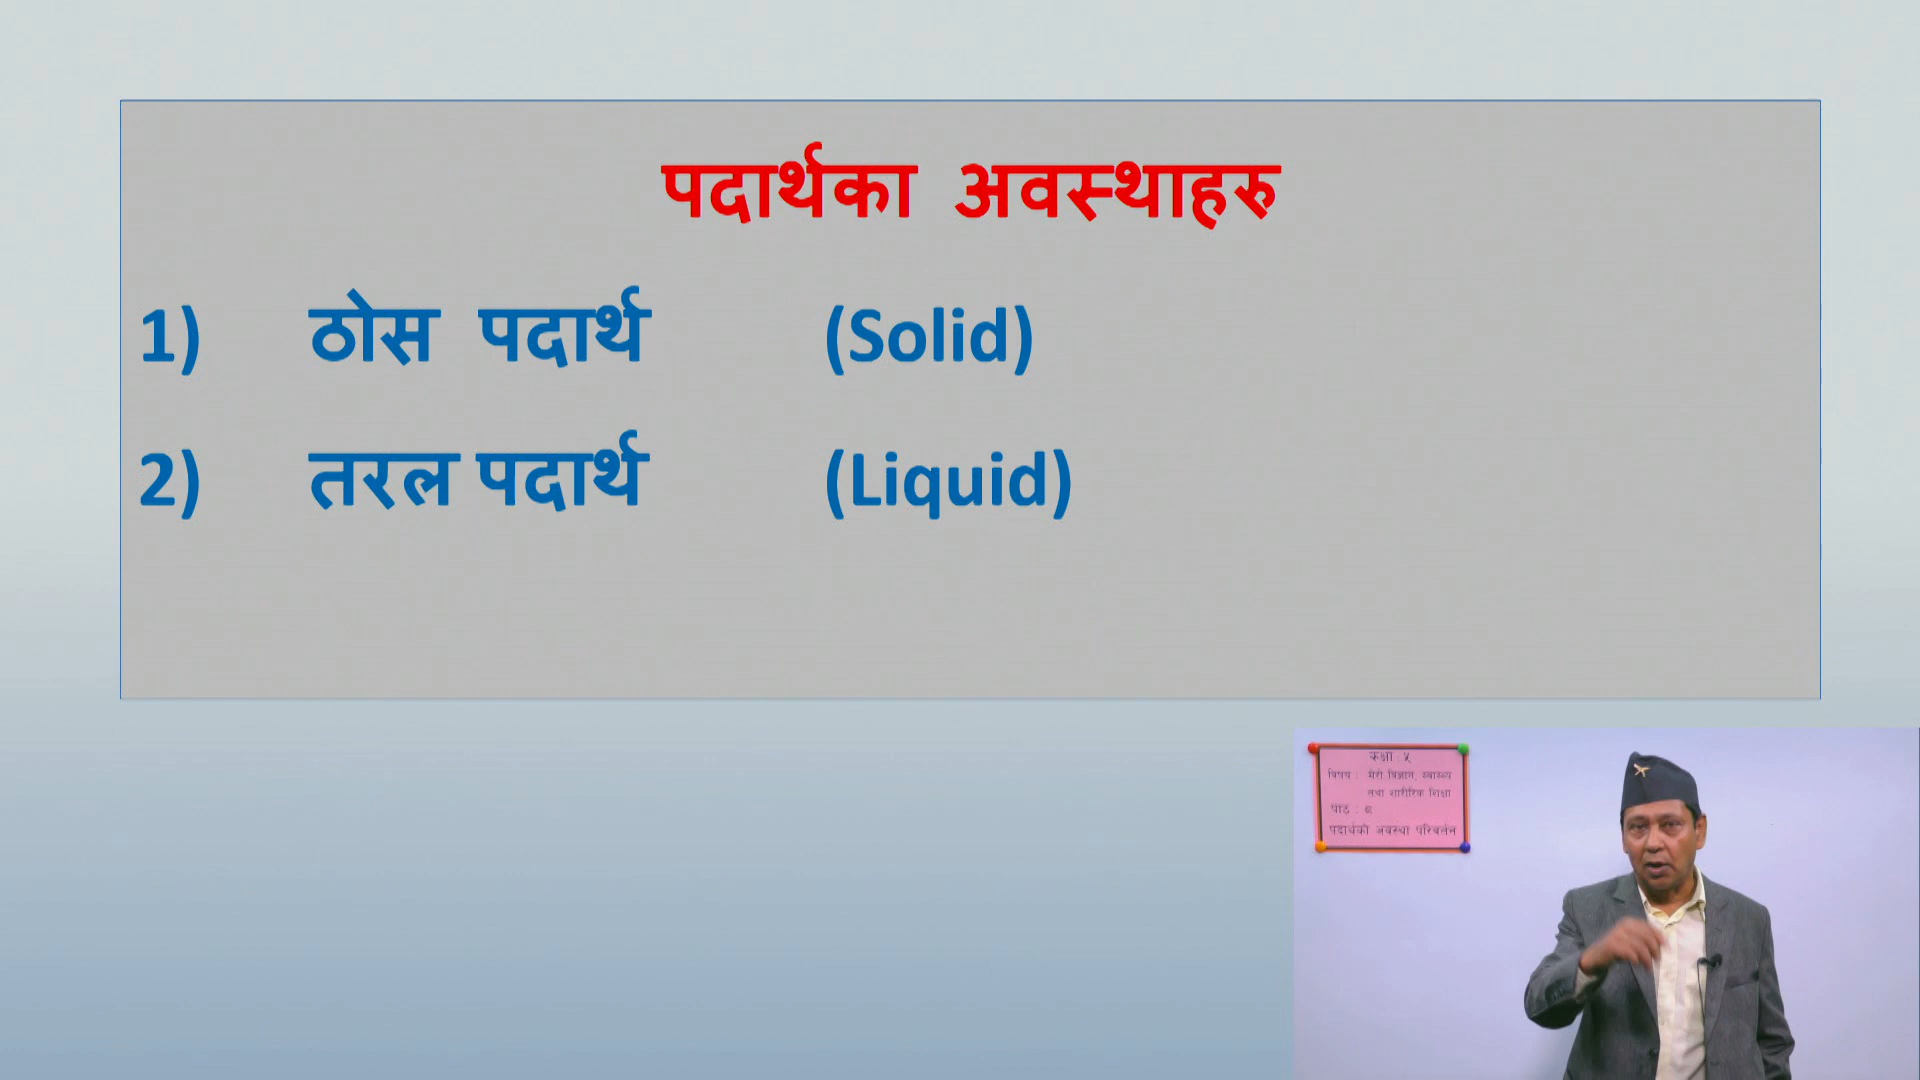 पदार्थका अवस्थाहरु
1) ठोस पदार्थ (Solid)
2) तरल पदार्थ (Liquid)
कक्षा : ५
विषय : मेरो विज्ञान, स्वास्थ्य
तथा शारीरिक शिक्षा
पाठ :
पदार्थको अवस्था परिवर्तन